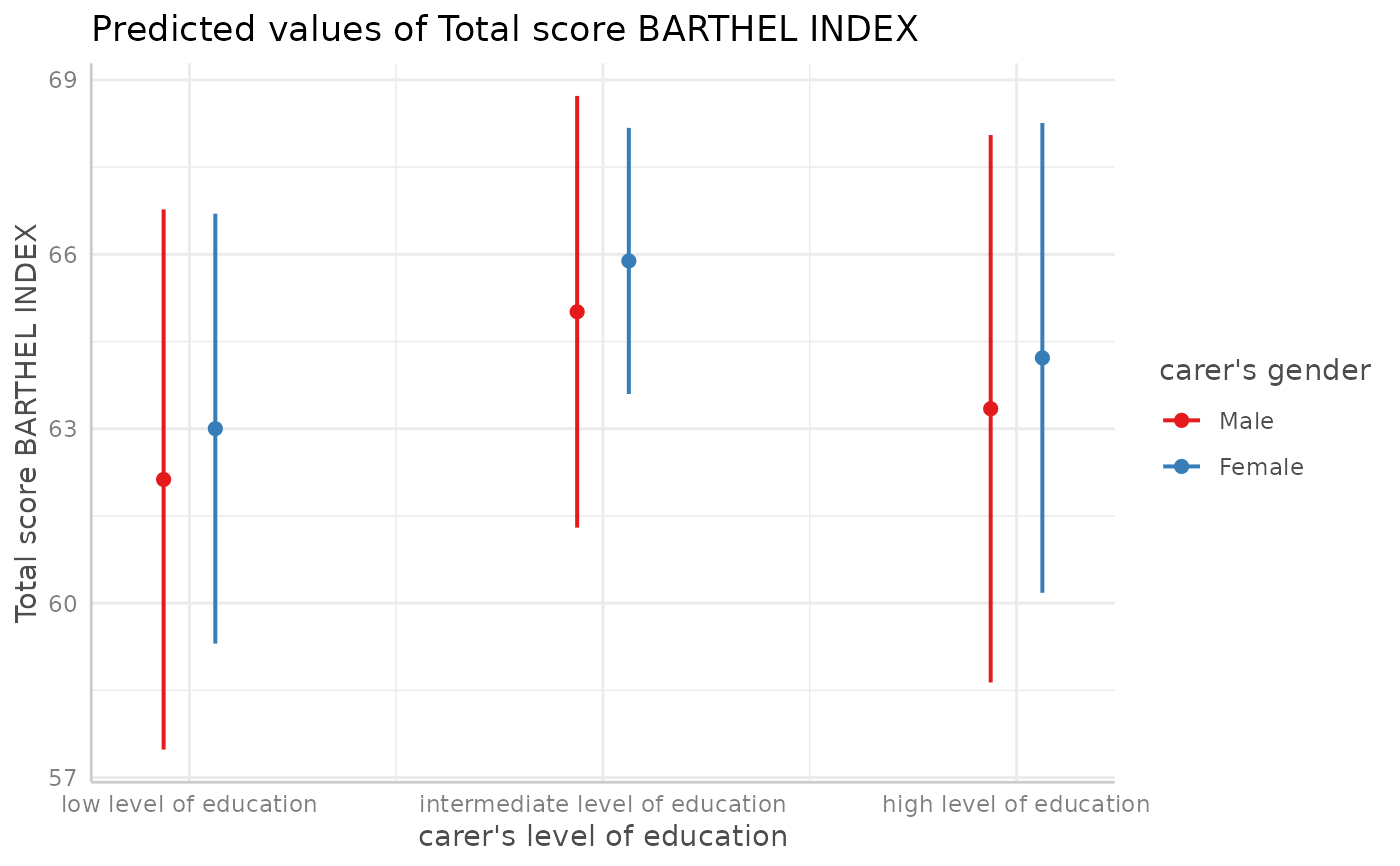 Predicted values of Total score BARTHEL INDEX
Total score BARTHEL INDEX
69
66
63
60
57
low level of education
intermediate level of education
high level of education
carer's level of education
carer's gender
Male
Female